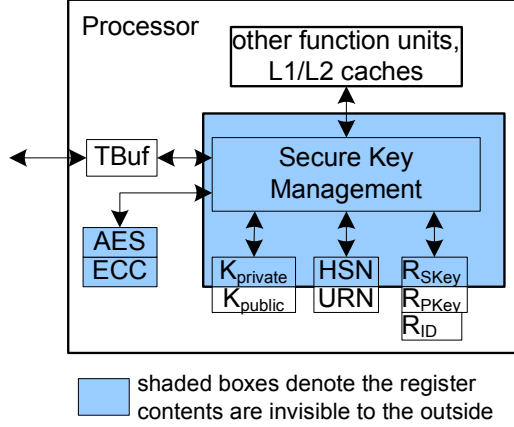 Processor
other function units,
L1/L2 caches
TBuf
Secure Key
Management
AES
ECC
Kprivate
Kpublic
HSN
URN
RSKey
RPKey
RID
shaded boxes denote the register
contents are invisible to the outside